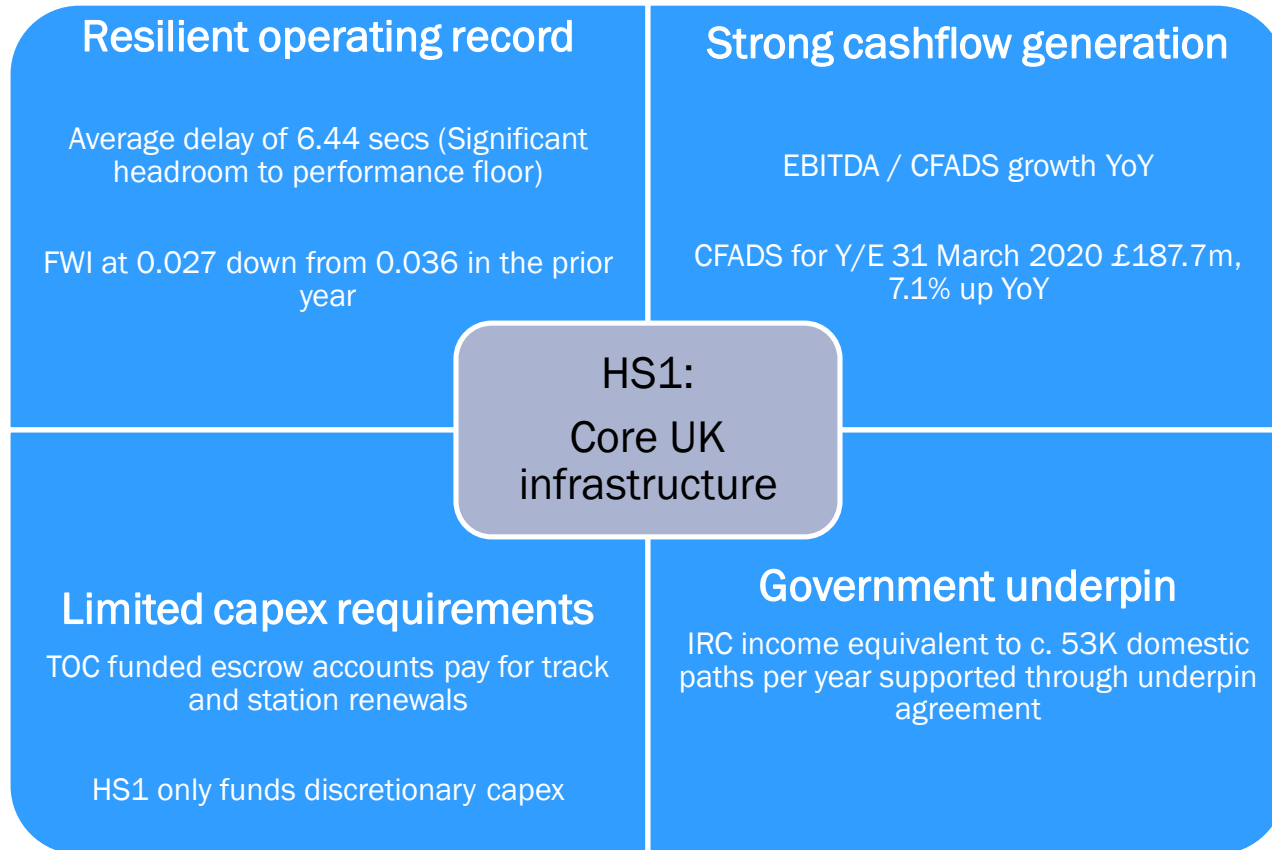 Resilient operating record
Average delay of 6.44 secs (Significant
headroom to performance floor)
FWI at 0.027 down from 0.036 in the prior
year
Strong cashflow generation
EBITDA / CFADS growth YoY
CFADS for Y/E 31 March 2020 £187.7m,
7.1% up YoY
HS1:
Core UK
infrastructure
Limited capex requirements
TOC funded escrow accounts pay for track
and station renewals
HS1 only funds discretionary capex
Government underpin
IRC income equivalent to c. 53K domestic
paths per year supported through underpin
agreement